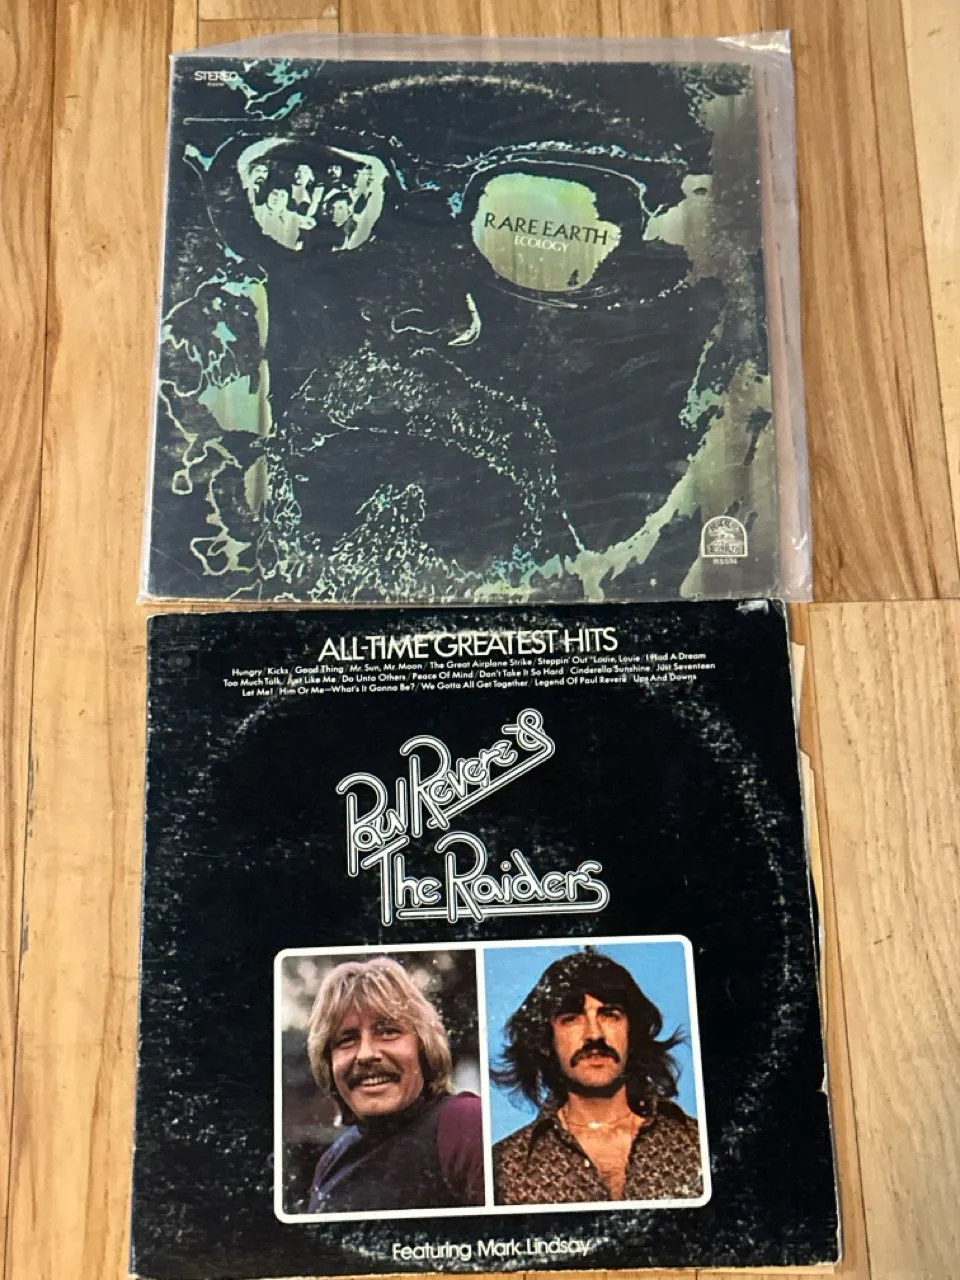 STEREO
RARE EARTH
ECOLOGY
RS514
ALL-TIME GREATEST HITS
Hungry/Kicks/Good Thing/Mr. Sun, Mr. Moon/The Great Airplane Strike/Steppin' Out/Louie, Louie/I Had A Dream
Too Much Talk/Just Like Me/Do Unto Others/Peace Of Mind/Don't Take It So Hard/Cinderella Sunshine/Just Seventeen
Let Me!/Him Or Me—What's It Gonna Be?/We Gotta All Get Together/Legend Of Paul Revere/Ups And Downs
Paul Revere &
The Raiders
Featuring Mark Lindsay